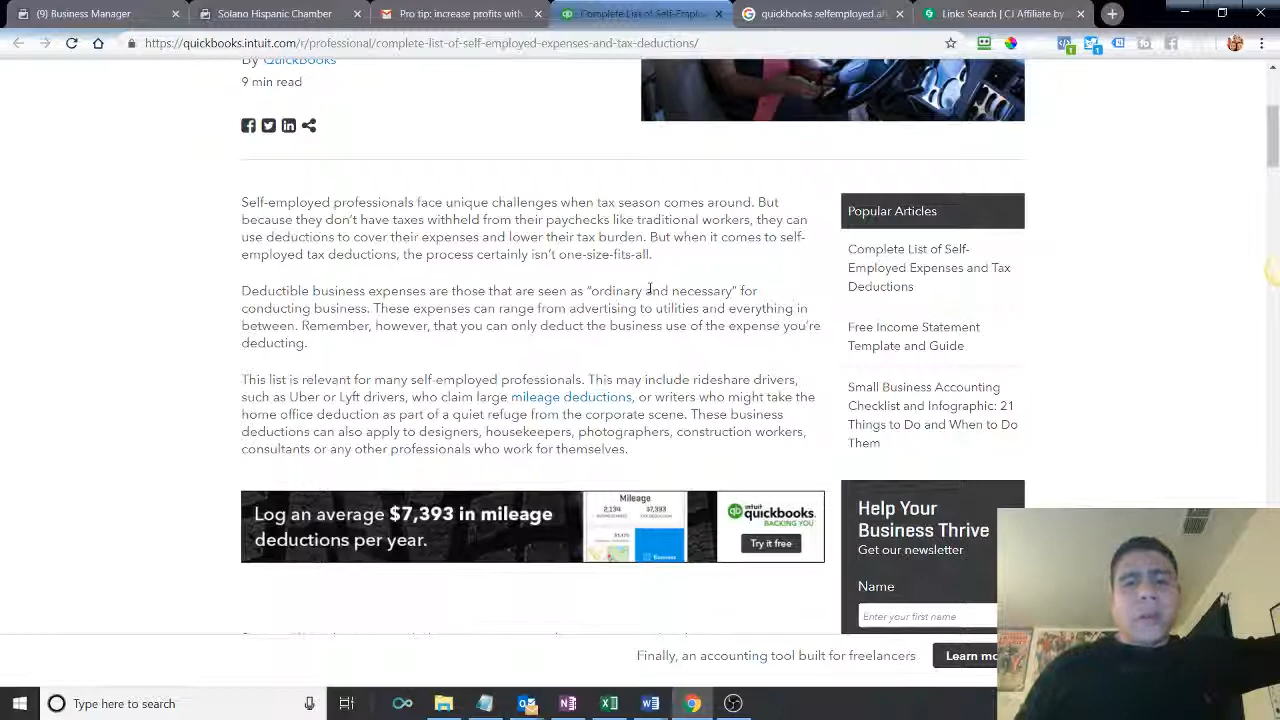 (9) Business Manager
Solano Hispanic Chamber
Pro tip: increase profits with
Complete List of Self-Emplo
quickbooks selfemployed af
Links Search | CJ Affiliate by
https://quickbooks.intuit.com/r/professional/complete-list-of-self-employed-expenses-and-tax-deductions/
By QuickBooks
9 min read
Self-employed professionals face unique challenges when tax season comes around. But
because they don't have taxes withheld from their paychecks like traditional workers, they can
use deductions to cover their expenses and lower their tax burden. But when it comes to self-
employed tax deductions, the process certainly isn't one-size-fits-all.
Deductible business expenses are those that are seen as “ordinary and necessary” for
conducting business. These expenses can range from advertising to utilities and everything in
between. Remember, however, that you can only deduct the business use of the expense you're
deducting.
This list is relevant for many self-employed professionals. This may include rideshare drivers,
such as Uber or Lyft drivers, who claim large mileage deductions, or writers who might take the
home office deduction as part of a quiet refuge from the corporate scene. These business
deductions can also apply to designers, housekeepers, photographers, construction workers,
consultants or any other professionals who work for themselves.
Log an average $7,393 in mileage
deductions per year.
Mileage
2,134 $7,393
Business
intuit
quickbooks.
BACKING YOU
Try it free
Popular Articles
Complete List of Self-
Employed Expenses and Tax
Deductions
Free Income Statement
Template and Guide
Small Business Accounting
Checklist and Infographic: 21
Things to Do and When to Do
Them
Help Your
Business Thrive
Get our newsletter
Name
Enter your first name
Finally, an accounting tool built for freelancers
Learn mo
Type here to search